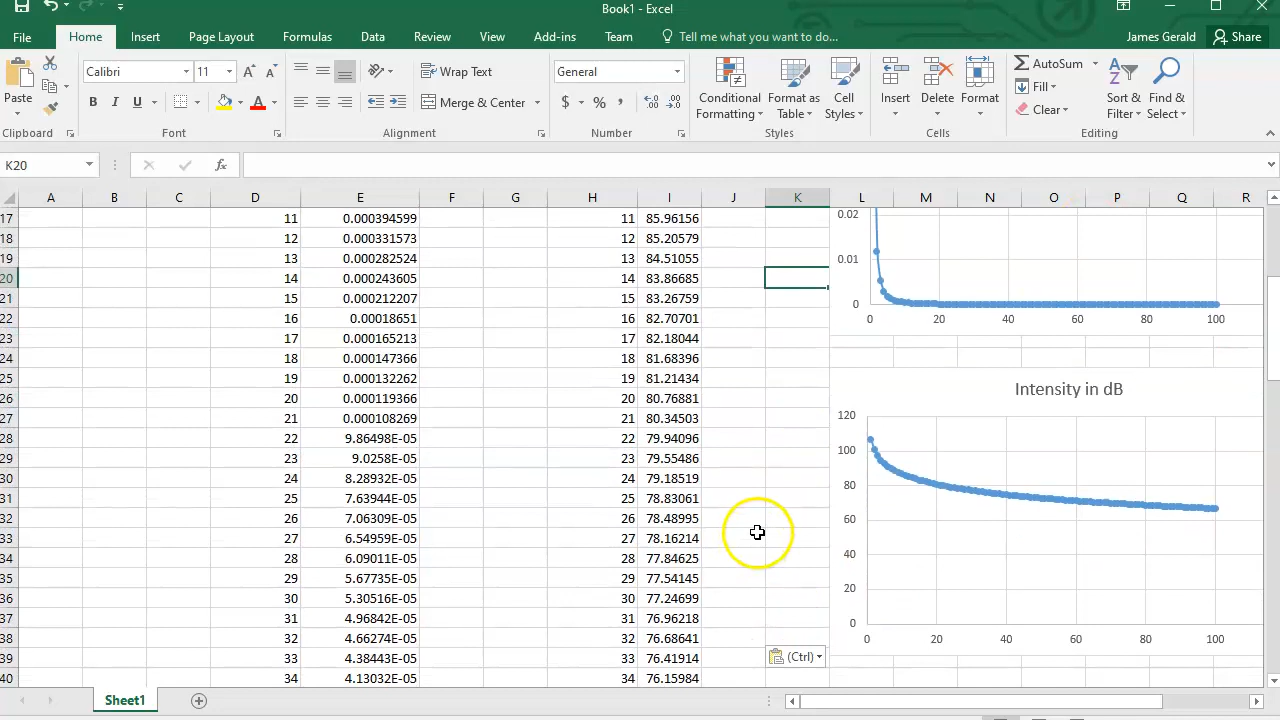 Book1 - Excel
File Home Insert Page Layout Formulas Data Review View Add-ins Team Tell me what you want to do... James Gerald Share
Paste Calibri 11 B I U Wrap Text Merge & Center General $ % , Conditional Formatting Format as Table Cell Styles Insert Delete Format AutoSum Fill Clear Sort & Filter Find & Select
Clipboard Font Alignment Number Styles Cells Editing
K20 fx
A B C D E F G H I J K L M N O P Q R
17 11 0.000394599 11 85.96156
18 12 0.000331573 12 85.20579
19 13 0.000282524 13 84.51055
20 14 0.000243605 14 83.86685
21 15 0.000212207 15 83.26759
22 16 0.00018651 16 82.70701
23 17 0.000165213 17 82.18044
24 18 0.000147366 18 81.68396
25 19 0.000132262 19 81.21434
26 20 0.000119366 20 80.76881
27 21 0.000108269 21 80.34503
28 22 9.86498E-05 22 79.94096
29 23 9.0258E-05 23 79.55486
30 24 8.28932E-05 24 79.18519
31 25 7.63944E-05 25 78.83061
32 26 7.06309E-05 26 78.48995
33 27 6.54959E-05 27 78.16214
34 28 6.09011E-05 28 77.84625
35 29 5.67735E-05 29 77.54145
36 30 5.30516E-05 30 77.24699
37 31 4.96842E-05 31 76.96218
38 32 4.66274E-05 32 76.68641
39 33 4.38443E-05 33 76.41914
40 34 4.13032E-05 34 76.15984
0.02
0.01
0
0 20 40 60 80 100
Intensity in dB
120
100
80
60
40
20
0
0 20 40 60 80 100
(Ctrl)
Sheet1